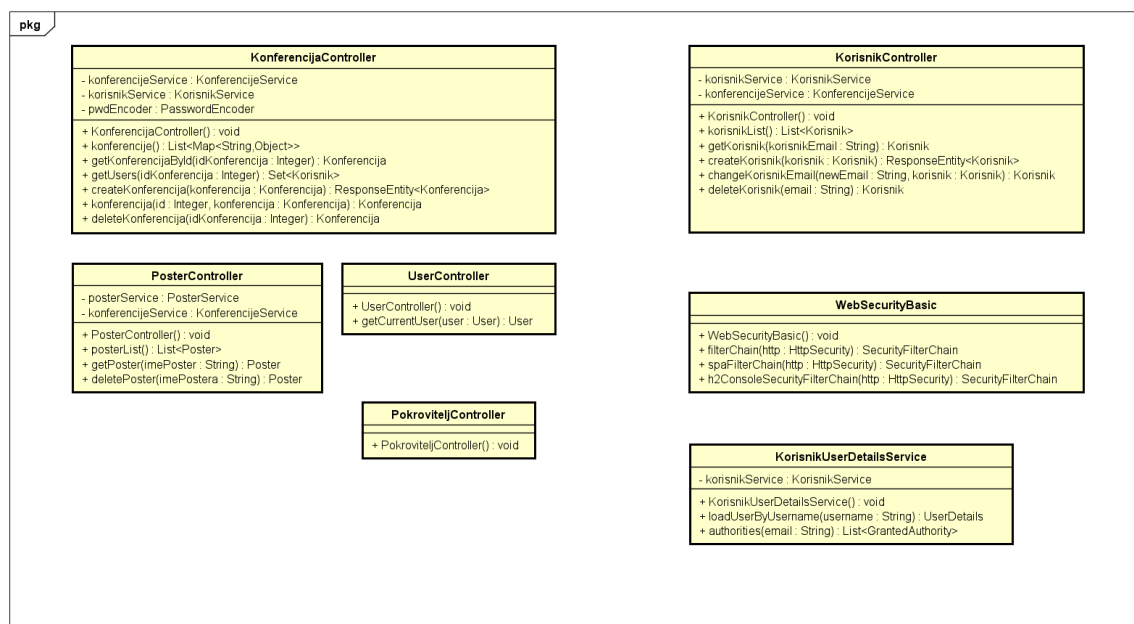 pkg
KonferencijaController
- konferencijeService : KonferencijeService
- korisnikService : KorisnikService
- pwdEncoder : PasswordEncoder
+ KonferencijaController() : void
+ konferencije() : List<Map<String,Object>>
+ getKonferencijaById(idKonferencija : Integer) : Konferencija
+ getUsers(idKonferencija : Integer) : Set<Korisnik>
+ createKonferencija(konferencija : Konferencija) : ResponseEntity<Konferencija>
+ konferencija(id : Integer, konferencija : Konferencija) : Konferencija
+ deleteKonferencija(idKonferencija : Integer) : Konferencija
KorisnikController
- korisnikService : KorisnikService
- konferencijeService : KonferencijeService
+ KorisnikController() : void
+ korisnikList() : List<Korisnik>
+ getKorisnik(korisnikEmail : String) : Korisnik
+ createKorisnik(korisnik : Korisnik) : ResponseEntity<Korisnik>
+ changeKorisnikEmail(newEmail : String, korisnik : Korisnik) : Korisnik
+ deleteKorisnik(email : String) : Korisnik
PosterController
- posterService : PosterService
- konferencijeService : KonferencijeService
+ PosterController() : void
+ posterList() : List<Poster>
+ getPoster(imePoster : String) : Poster
+ deletePoster(imePostera : String) : Poster
UserController
+ UserController() : void
+ getCurrentUser(user : User) : User
WebSecurityBasic
+ WebSecurityBasic() : void
+ filterChain(http : HttpSecurity) : SecurityFilterChain
+ spaFilterChain(http : HttpSecurity) : SecurityFilterChain
+ h2ConsoleSecurityFilterChain(http : HttpSecurity) : SecurityFilterChain
PokroviteljController
+ PokroviteljController() : void
KorisnikUserDetailsService
- korisnikService : KorisnikService
+ KorisnikUserDetailsService() : void
+ loadUserByUsername(username : String) : UserDetails
+ authorities(email : String) : List<GrantedAuthority>